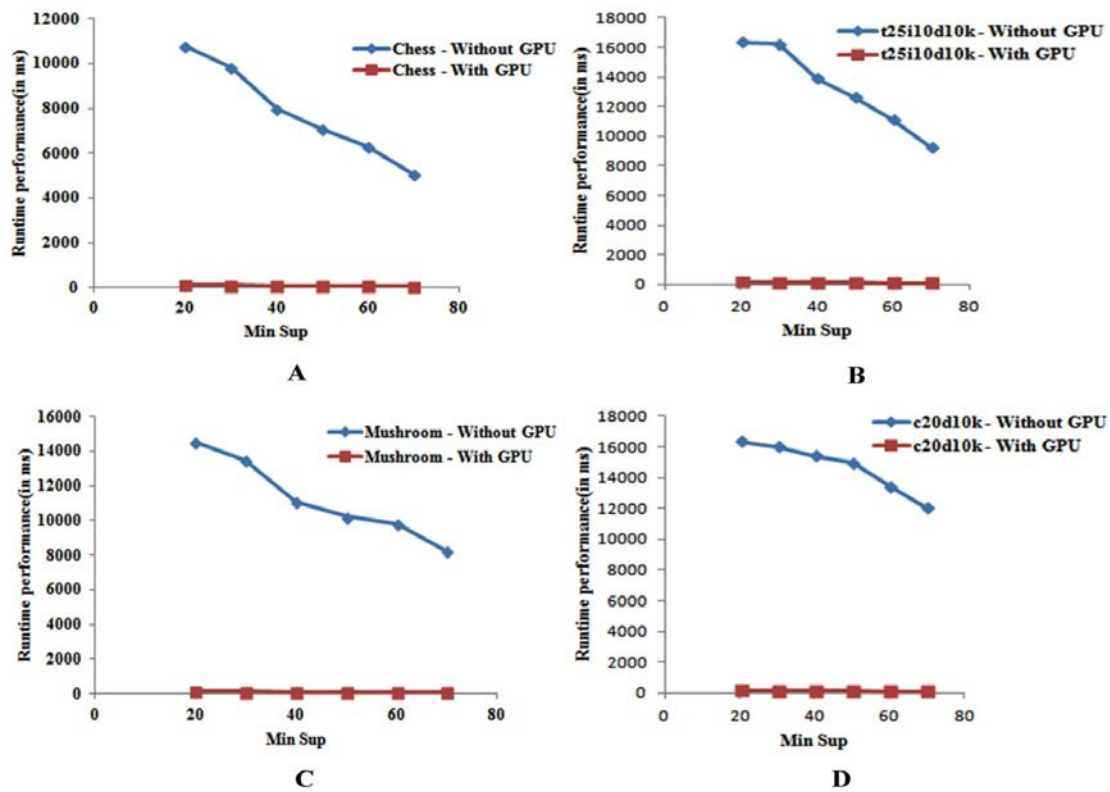 12000
10000
8000
6000
4000
2000
0
Runtime performance(in ms)
Chess - Without GPU
Chess - With GPU
0
20
40
60
80
Min Sup
A
18000
16000
14000
12000
10000
8000
6000
4000
2000
0
Runtime performance(in ms)
t25i10d10k - Without GPU
t25i10d10k - With GPU
0
20
40
60
80
Min Sup
B
16000
14000
12000
10000
8000
6000
4000
2000
0
Runtime performance(in ms)
Mushroom - Without GPU
Mushroom - With GPU
0
20
40
60
80
Min Sup
C
18000
16000
14000
12000
10000
8000
6000
4000
2000
0
Runtime performance(in ms)
c20d10k - Without GPU
c20d10k - With GPU
0
20
40
60
80
Min Sup
D